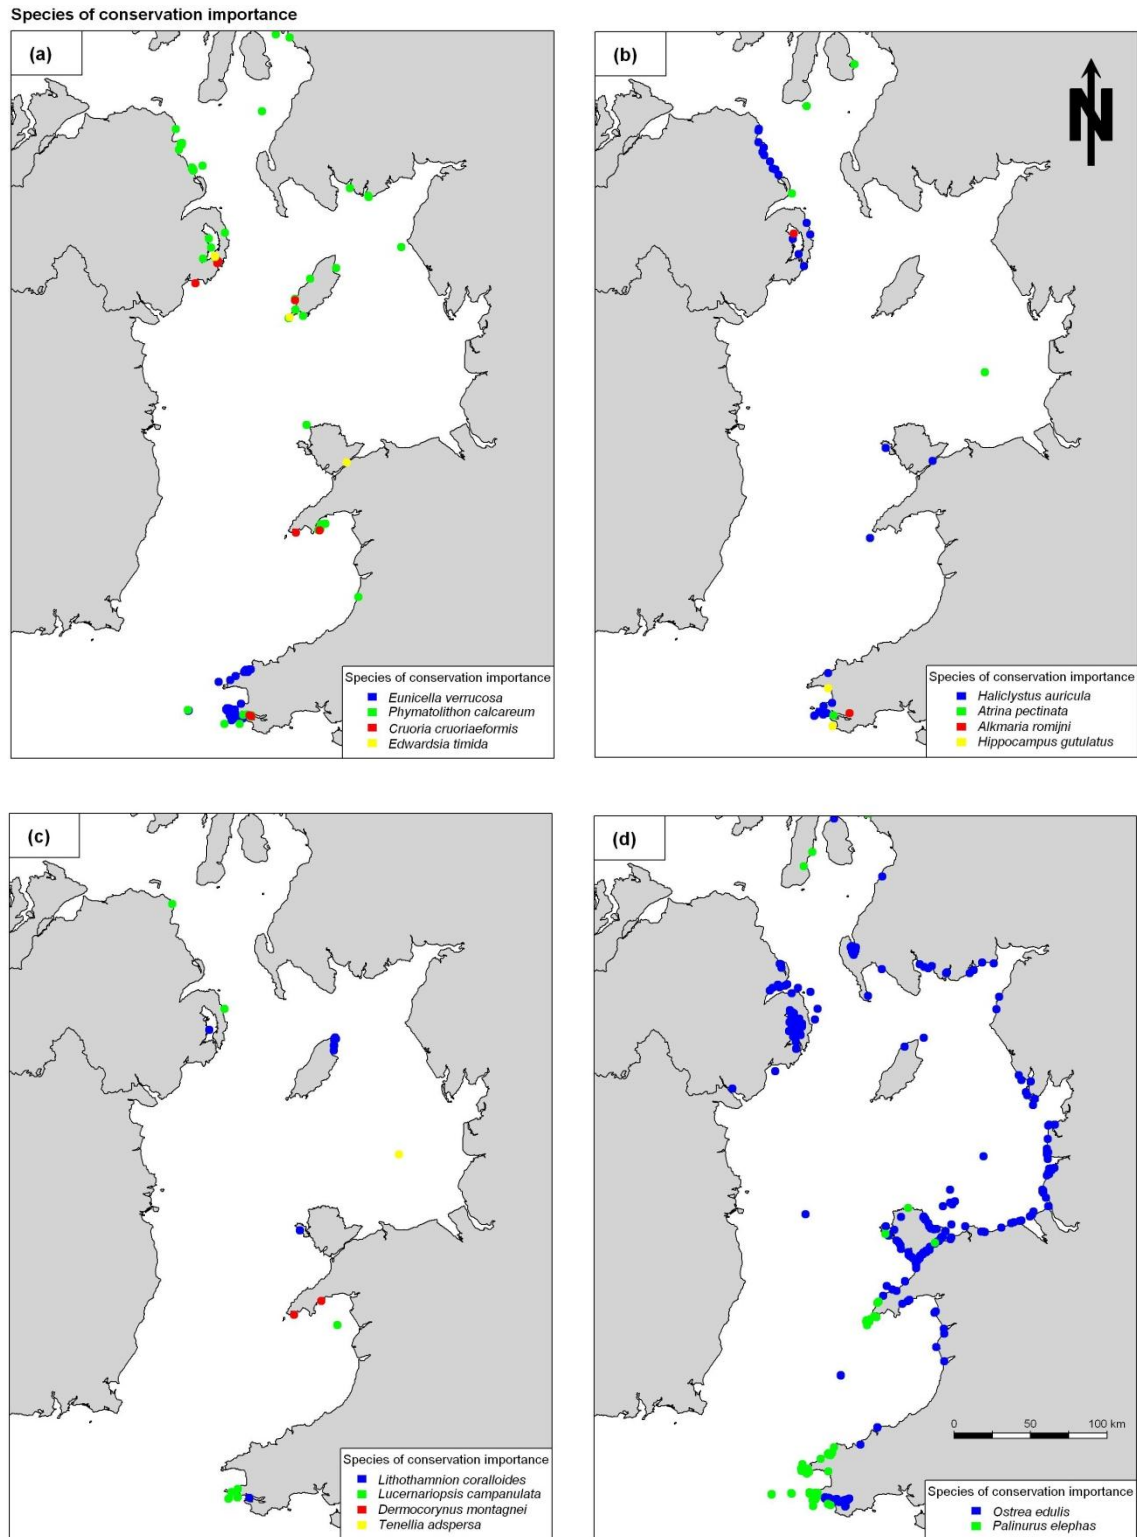 Species of conservation importance
(a)
Species of conservation importance
Eunicella verrucosa
Phymatolithon calcareum
Cruoria cruoriaeformis
Edwardsia timida
(b)
N
Species of conservation importance
Haliclystus auricula
Atrina pectinata
Alkmaria romijni
Hippocampus gutulatus
(c)
Species of conservation importance
Lithothamnion coralloides
Lucernariopsis campanulata
Dermocorynus montagnei
Tenellia adspersa
(d)
0 50 100 km
Species of conservation importance
Ostrea edulis
Palinurus elephas